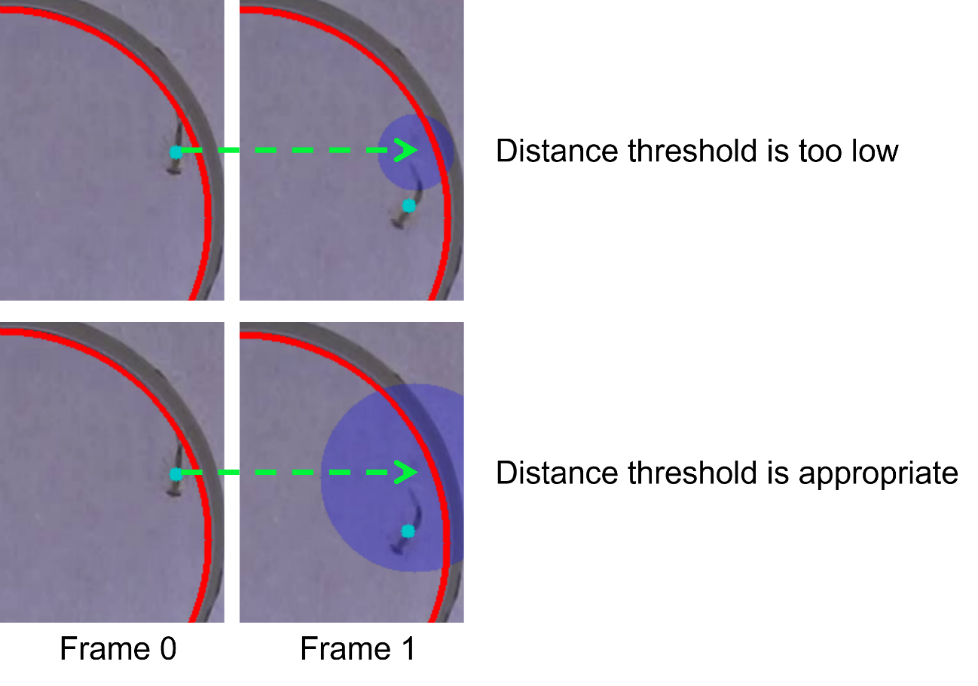 Distance threshold is too low
Distance threshold is appropriate
Frame 0
Frame 1